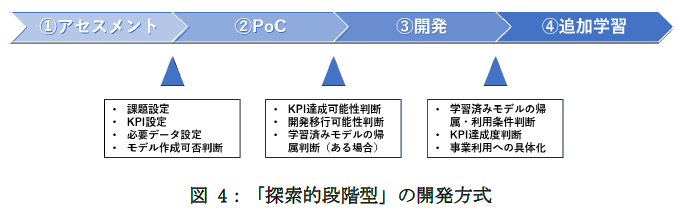 ①アセスメント
②PoC
③開発
④追加学習
・ 課題設定
・ KPI設定
・ 必要データ設定
・ モデル作成可否判断
・ KPI達成可能性判断
・ 開発移行可能性判断
・ 学習済みモデルの帰
属判断（ある場合）
・ 学習済みモデルの帰
属・利用条件判断
・ KPI達成度判断
・ 事業利用への具体化
図 4：「探索的段階型」の開発方式